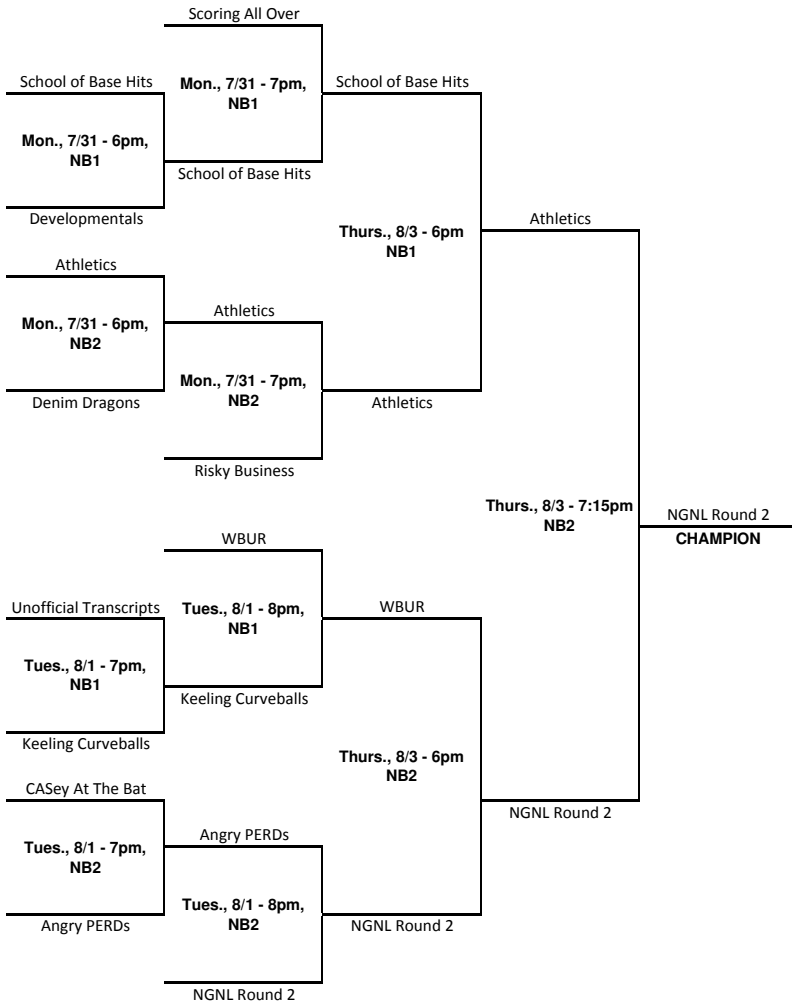 Scoring All Over
School of Base Hits
Mon., 7/31 - 7pm,
NB1
School of Base Hits
Mon., 7/31 - 6pm,
NB1
School of Base Hits
Developmentals
Thurs., 8/3 - 6pm
NB1
Athletics
Athletics
Mon., 7/31 - 6pm,
NB2
Athletics
Denim Dragons
Mon., 7/31 - 7pm,
NB2
Athletics
Risky Business
Thurs., 8/3 - 7:15pm
NB2
NGNL Round 2
CHAMPION
WBUR
Unofficial Transcripts
Tues., 8/1 - 8pm,
NB1
WBUR
Tues., 8/1 - 7pm,
NB1
Keeling Curveballs
Keeling Curveballs
Thurs., 8/3 - 6pm
NB2
CASey At The Bat
NGNL Round 2
Tues., 8/1 - 7pm,
NB2
Angry PERDs
Angry PERDs
Tues., 8/1 - 8pm,
NB2
NGNL Round 2
NGNL Round 2